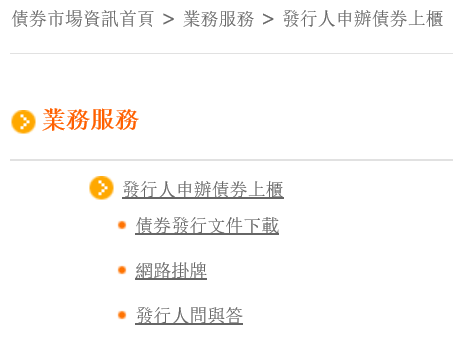 債券市場資訊首頁 > 業務服務 > 發行人申辦債券上櫃
業務服務
發行人申辦債券上櫃
債券發行文件下載
網路掛牌
發行人問與答